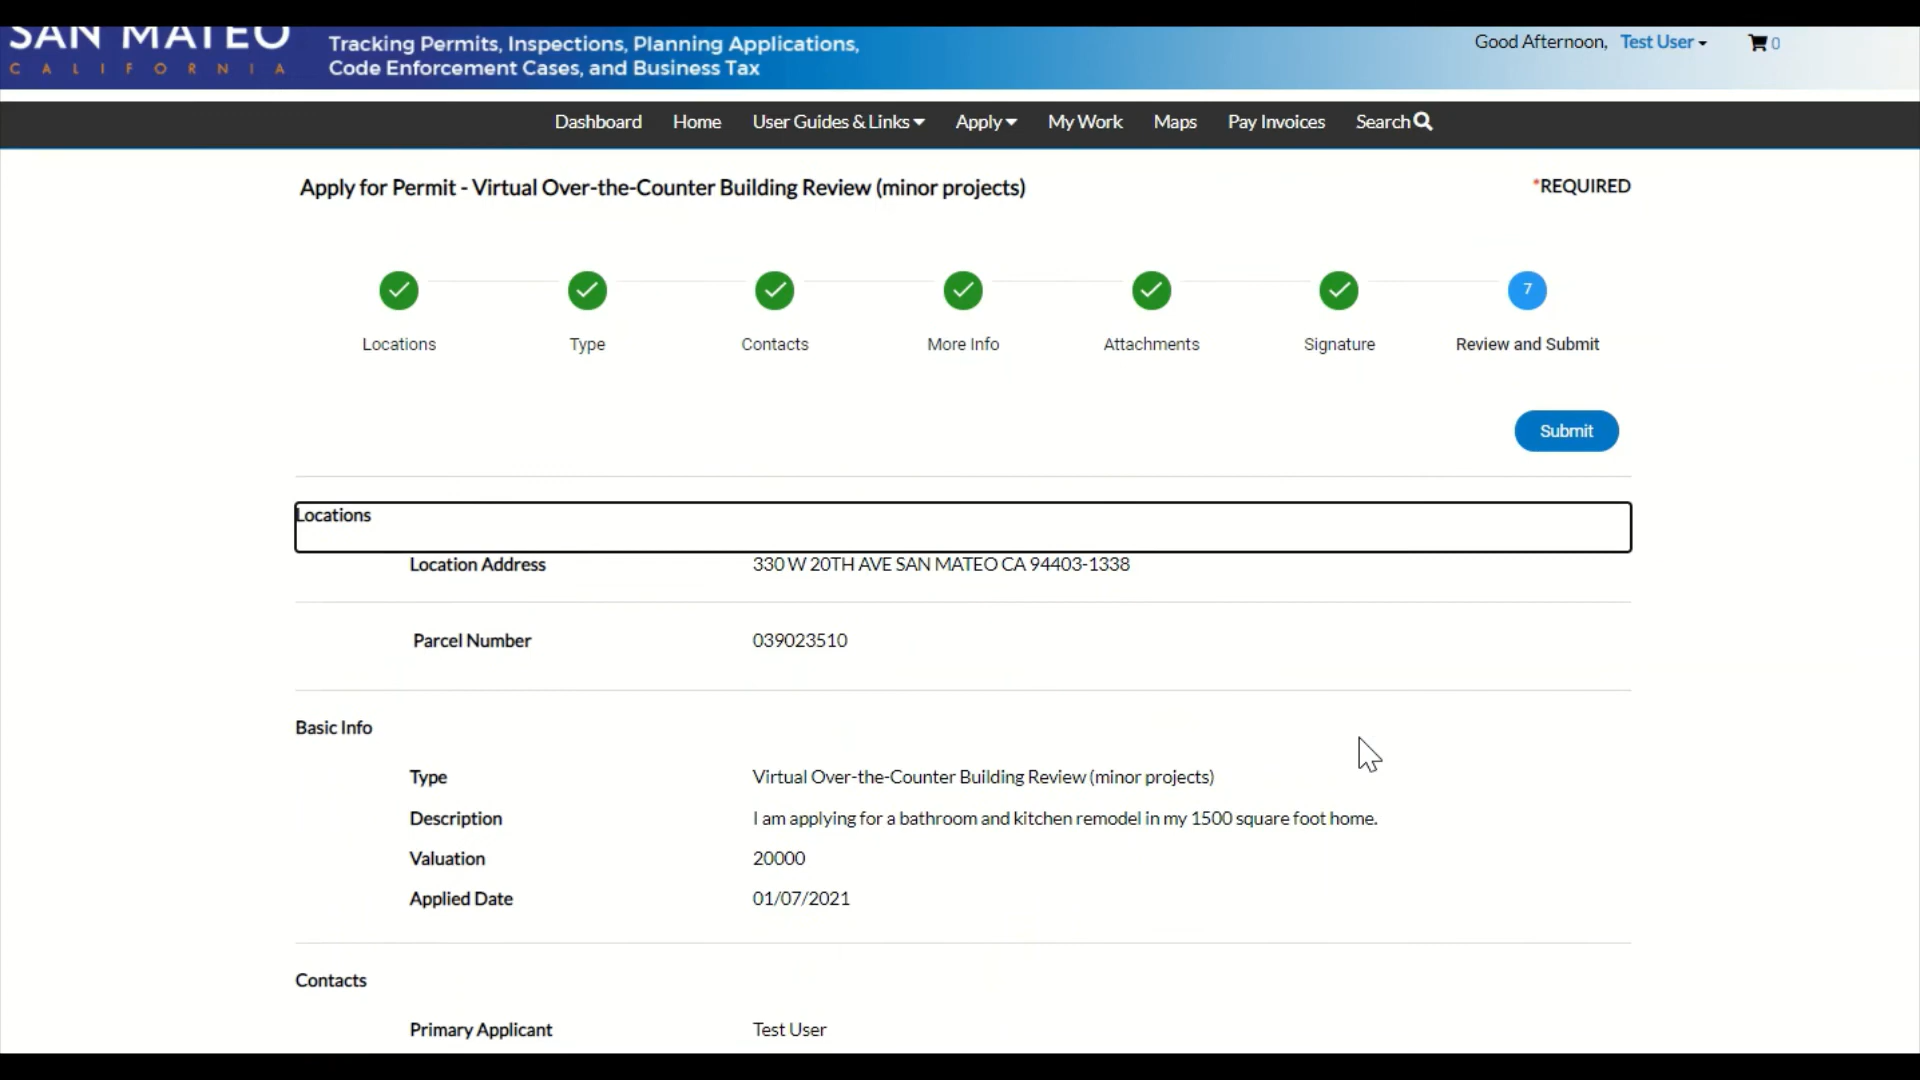 SAN MATEO
CALIFORNIA
Tracking Permits, Inspections, Planning Applications,
Code Enforcement Cases, and Business Tax
Good Afternoon, Test User 0
Dashboard Home User Guides & Links Apply My Work Maps Pay Invoices Search
Apply for Permit - Virtual Over-the-Counter Building Review (minor projects) *REQUIRED
7
Locations Type Contacts More Info Attachments Signature Review and Submit
Submit
Locations
Location Address 330 W 20TH AVE SAN MATEO CA 94403-1338
Parcel Number 039023510
Basic Info
Type Virtual Over-the-Counter Building Review (minor projects)
Description I am applying for a bathroom and kitchen remodel in my 1500 square foot home.
Valuation 20000
Applied Date 01/07/2021
Contacts
Primary Applicant Test User